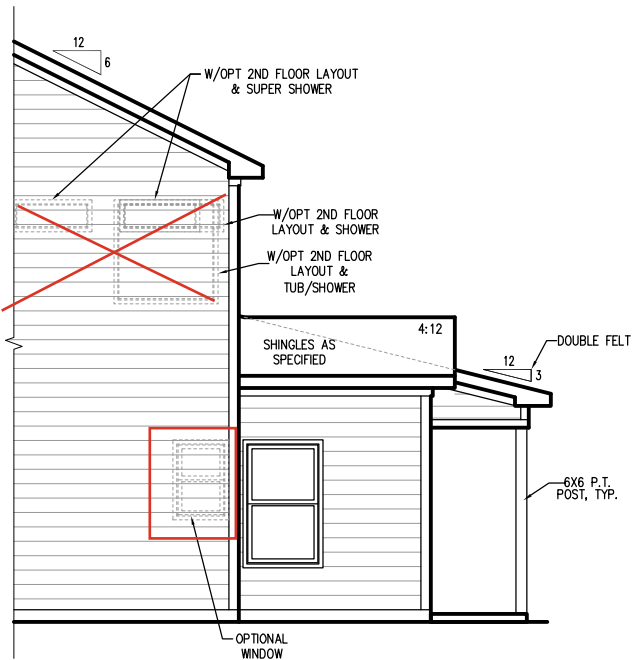 12
6
W/OPT 2ND FLOOR LAYOUT
& SUPER SHOWER
W/OPT 2ND FLOOR
LAYOUT & SHOWER
W/OPT 2ND FLOOR
LAYOUT &
TUB/SHOWER
4:12
SHINGLES AS
SPECIFIED
12
3
DOUBLE FELT
6X6 P.T.
POST, TYP.
OPTIONAL
WINDOW